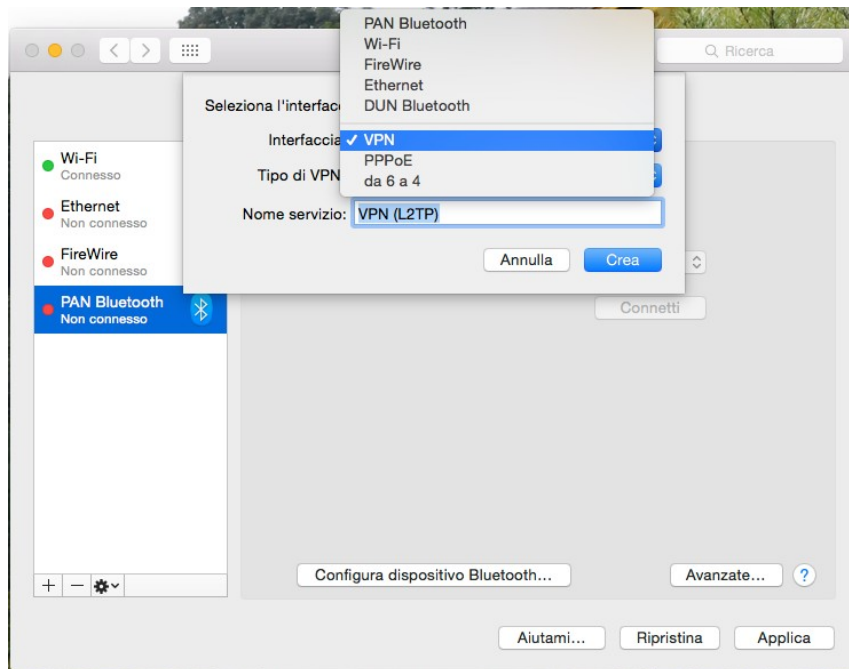 Ricerca
PAN Bluetooth
Wi-Fi
FireWire
Ethernet
DUN Bluetooth
Seleziona l'interfac
Interfaccia ✓ VPN
PPPoE
da 6 a 4
Tipo di VPN
Nome servizio: VPN (L2TP)
Annulla Crea
Wi-Fi
Connesso
Ethernet
Non connesso
FireWire
Non connesso
PAN Bluetooth
Non connesso
Connetti
Configura dispositivo Bluetooth... Avanzate... ?
Aiutami... Ripristina Applica